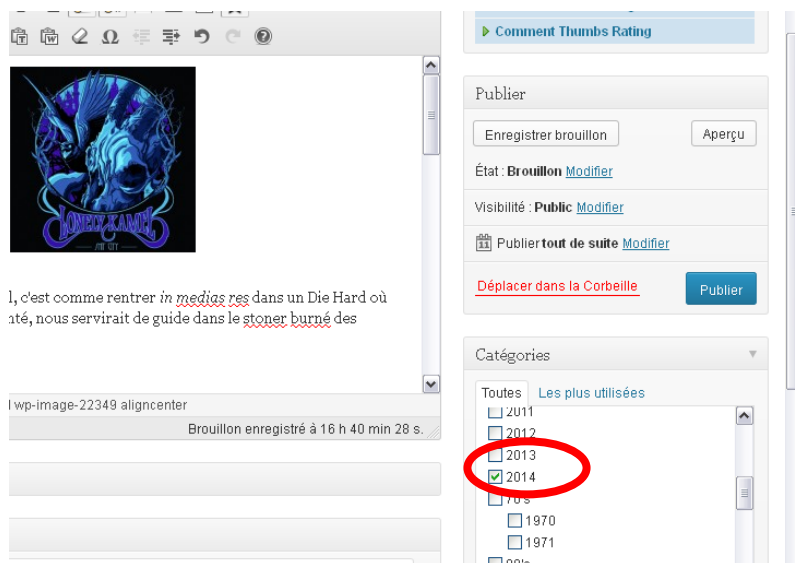 Comment Thumbs Rating
Publier
Enregistrer brouillon
Aperçu
État : Brouillon Modifier
Visibilité : Public Modifier
11 Publier tout de suite Modifier
Déplacer dans la Corbeille
Publier
LONELY KAMEL
l, c'est comme rentrer in medias res dans un Die Hard où
nté, nous servirait de guide dans le stoner burné des
wp-image-22349 aligncenter
Brouillon enregistré à 16 h 40 min 28 s.
Catégories
Toutes
Les plus utilisées
2011
2012
2013
2014
70's
1970
1971